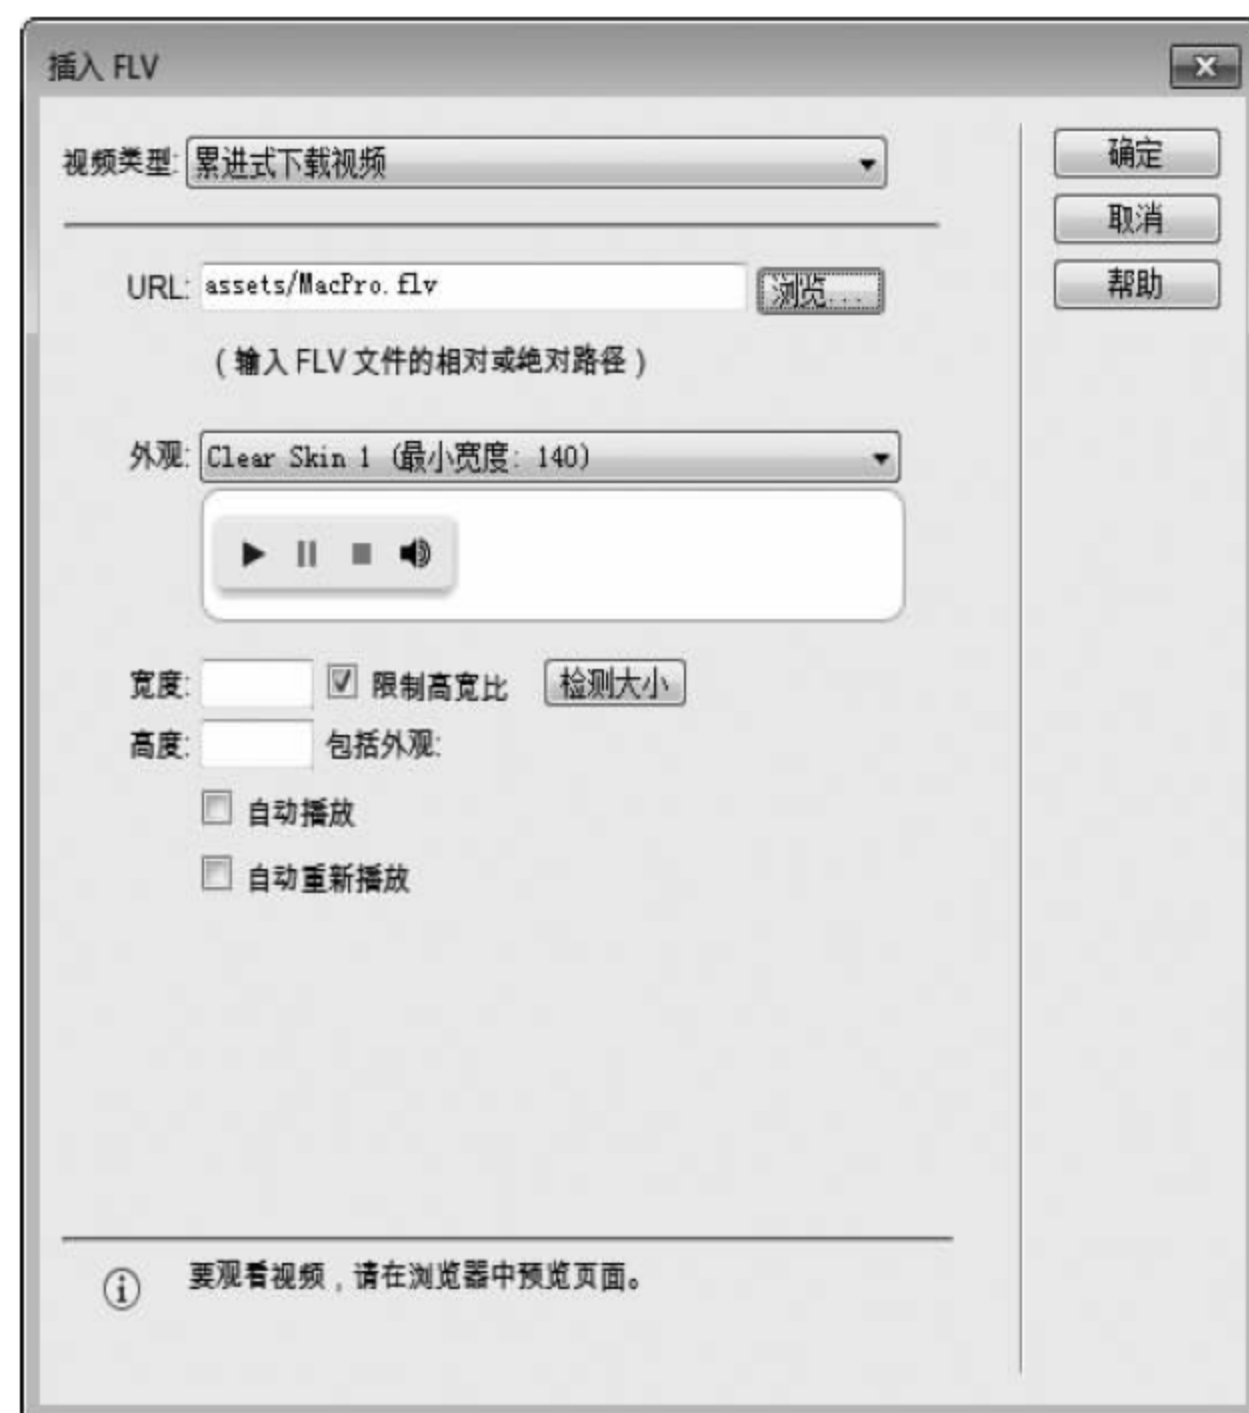 插入 FLV
视频类型: 累进式下载视频
确定
取消
帮助
URL: assets/MacPro.flv 浏览...
(输入 FLV 文件的相对或绝对路径)
外观: Clear Skin 1 (最小宽度: 140)
宽度: 限制高宽比 检测大小
高度: 包括外观:
自动播放
自动重新播放
要观看视频，请在浏览器中预览页面。